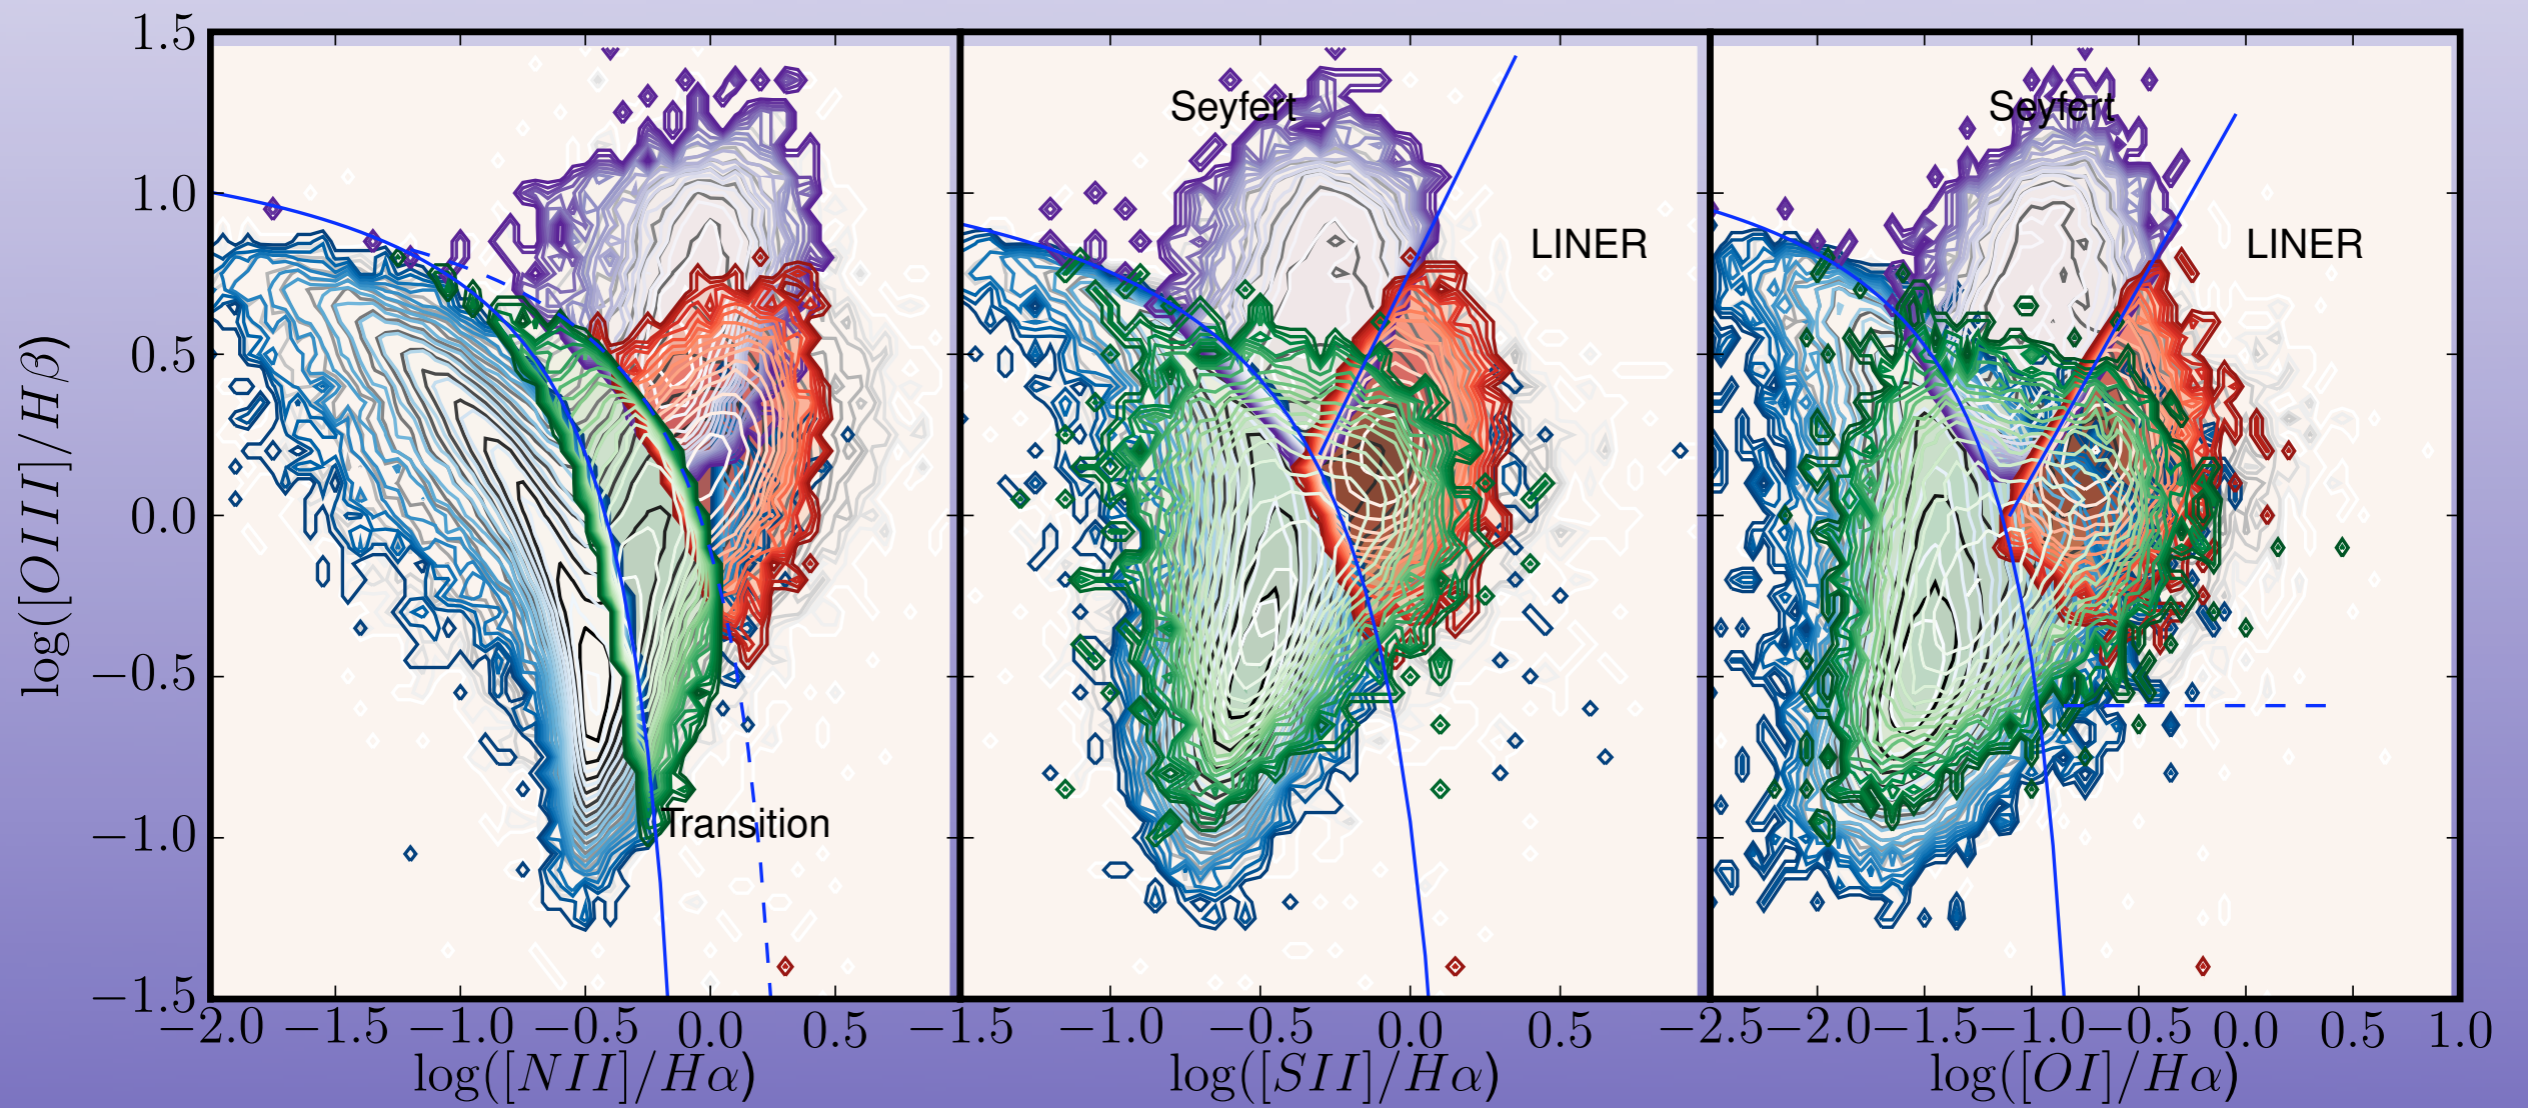 log([OIII]/Hβ)
1.5
1.0
0.5
0.0
−0.5
−1.0
−1.5
Seyfert
Seyfert
LINER
LINER
Transition
−2.0 −1.5 −1.0 −0.5 0.0 0.5 −1.5 −1.0 −0.5 0.0 0.5 −2.5 −2.0 −1.5 −1.0 −0.5 0.0 0.5 1.0
log([NII]/Hα) log([SII]/Hα) log([OI]/Hα)